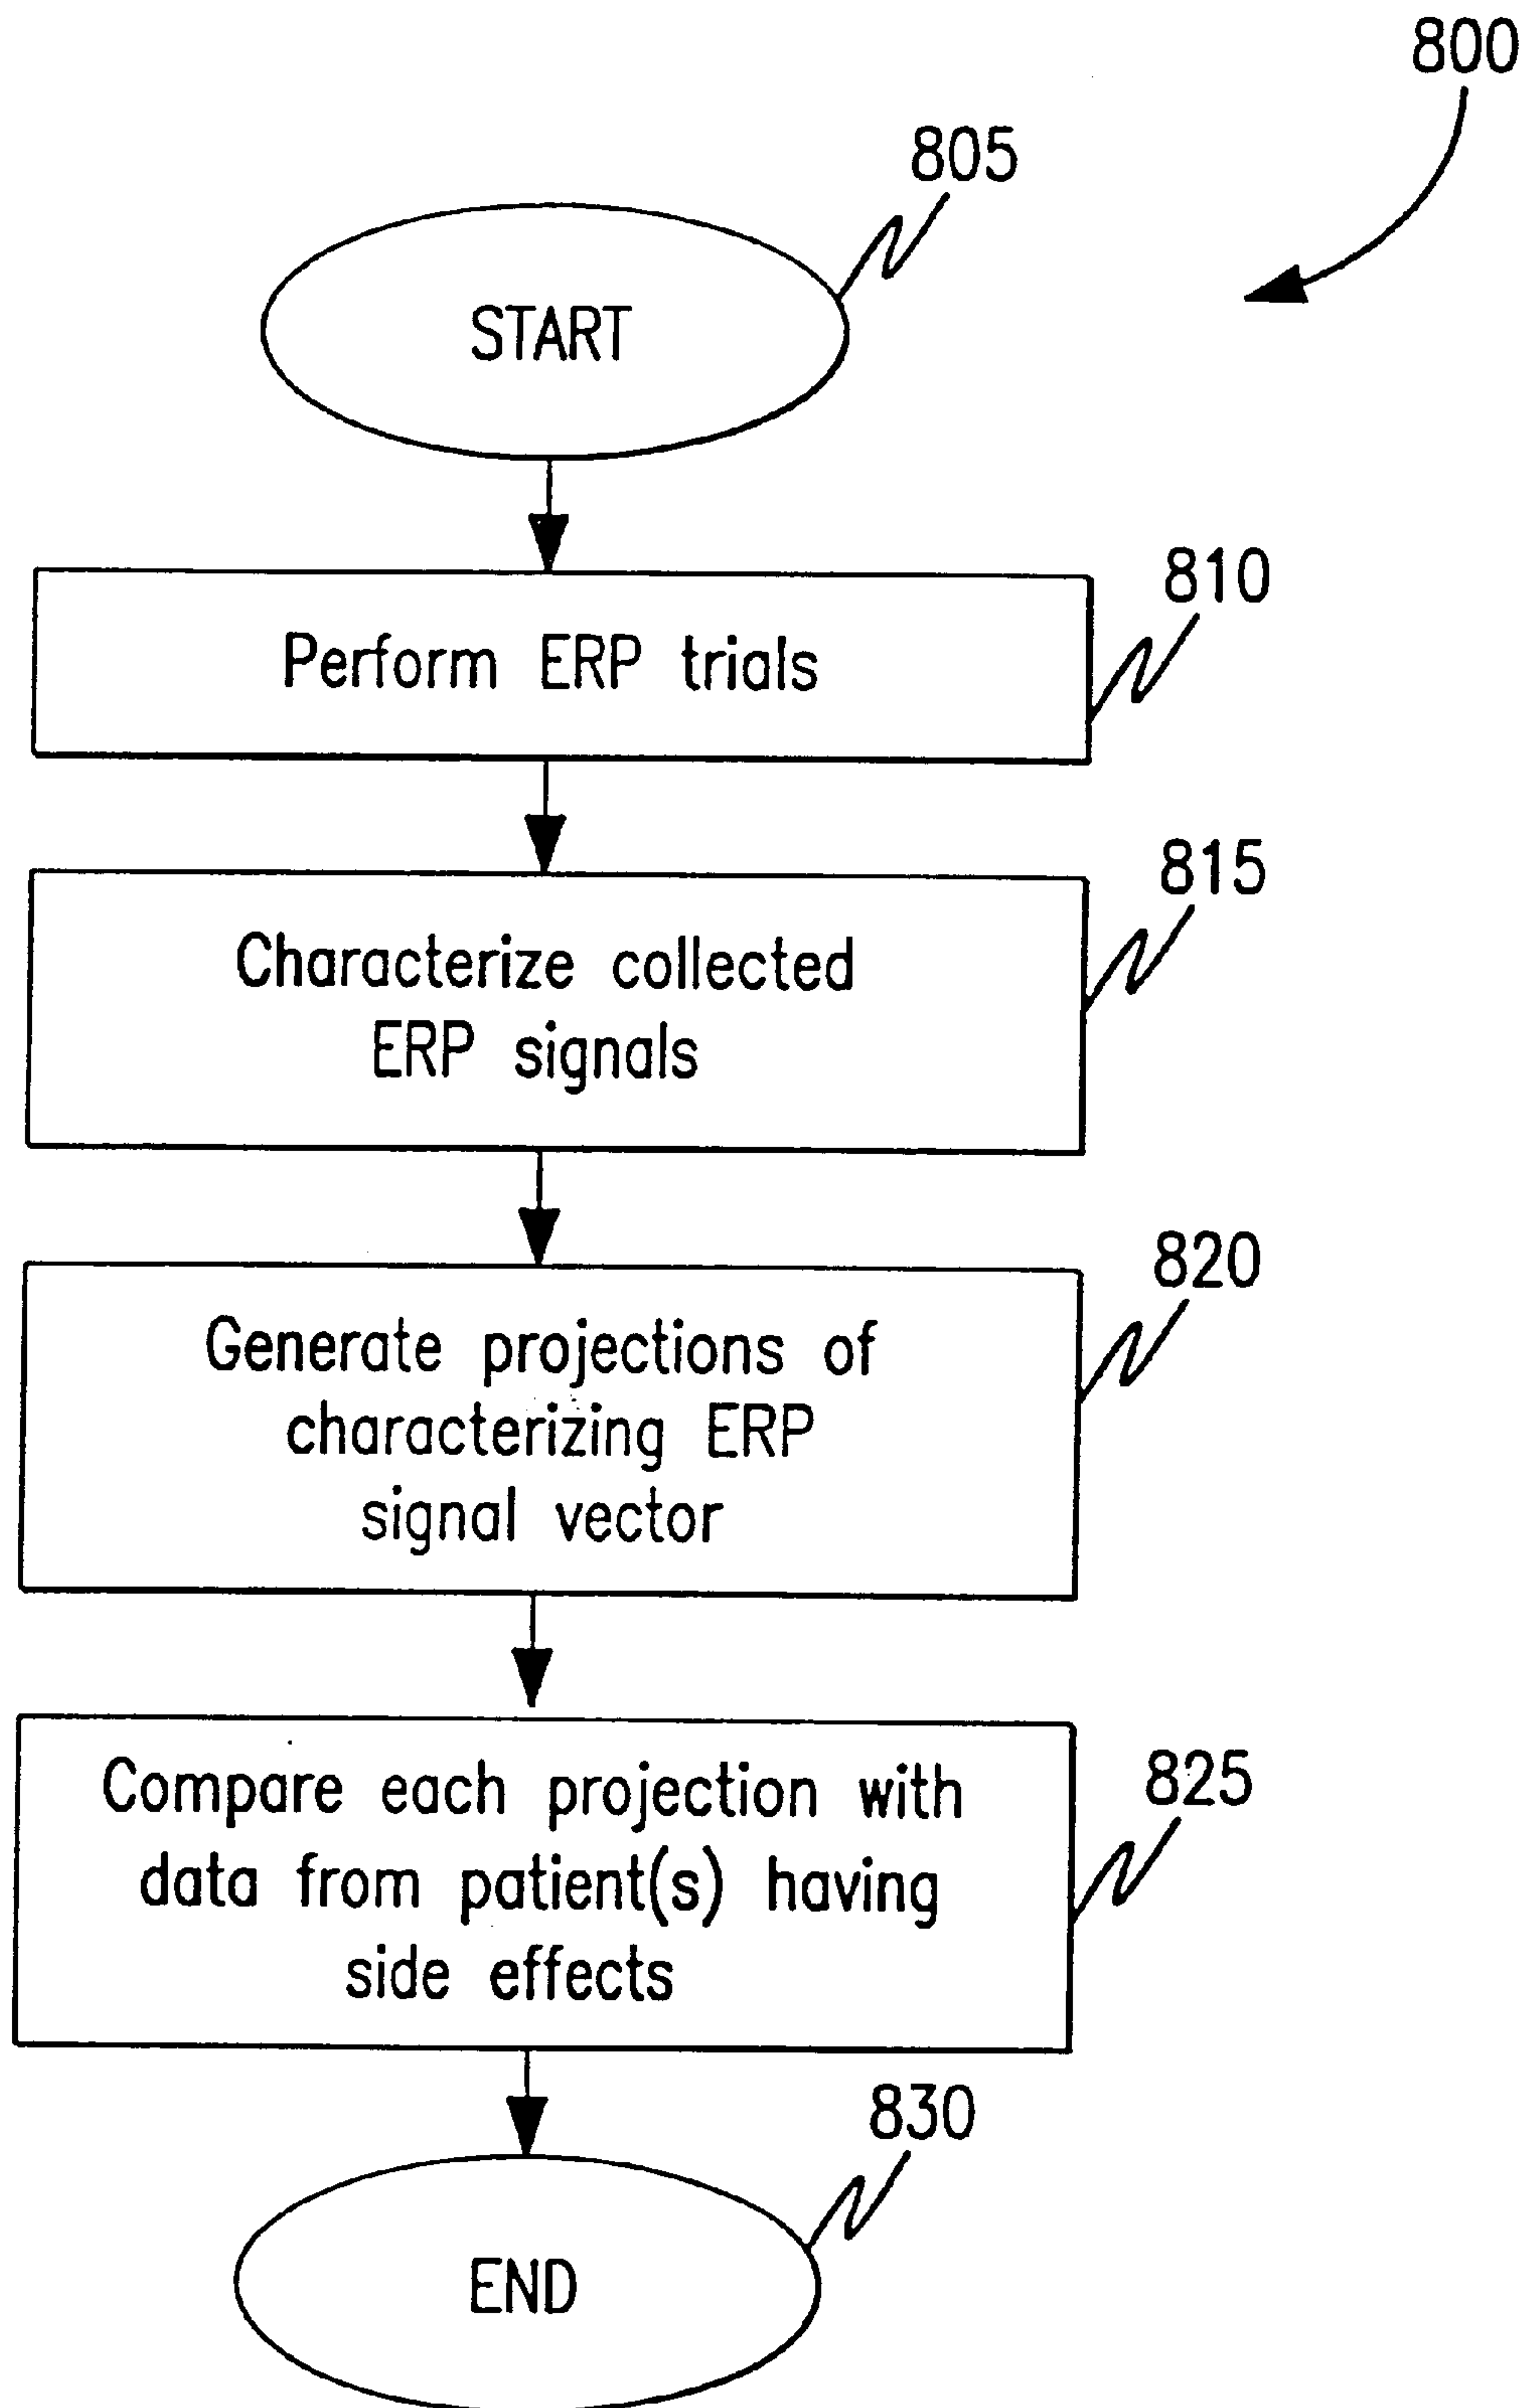 800
805
START
810
Perform ERP trials
815
Characterize collected
ERP signals
820
Generate projections of
characterizing ERP
signal vector
825
Compare each projection with
data from patient(s) having
side effects
830
END